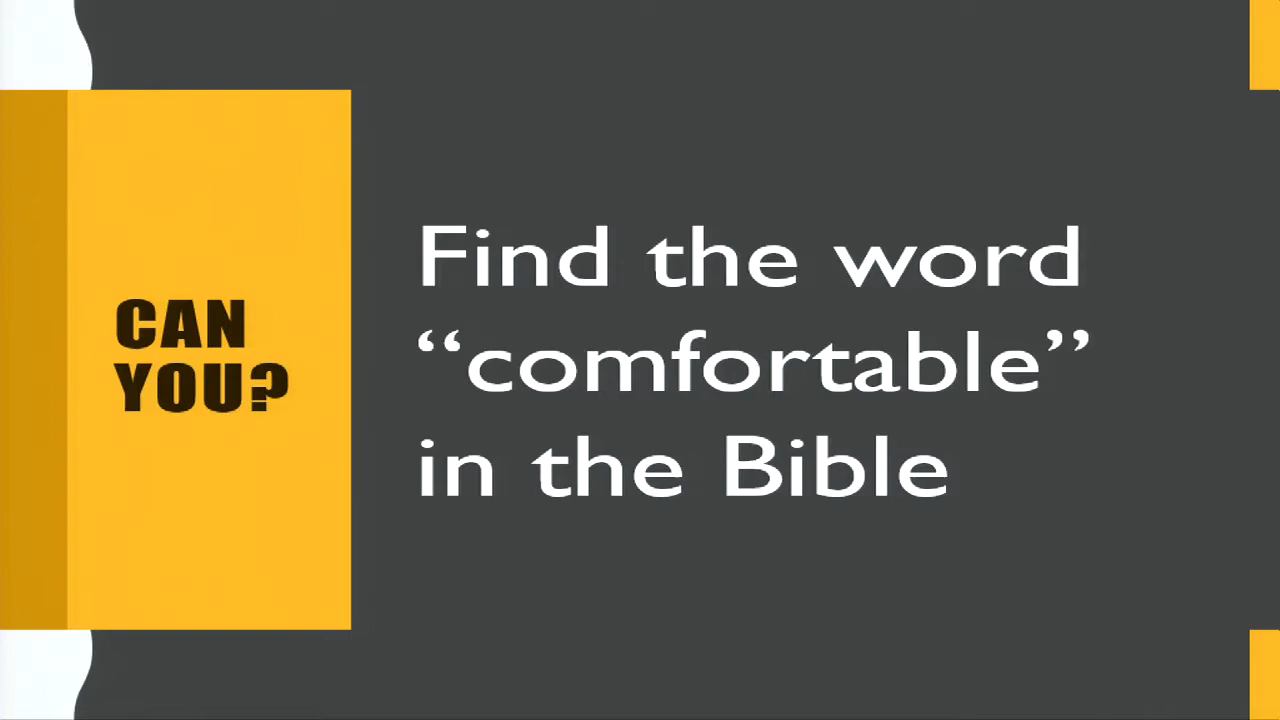 CAN
YOU?
Find the word
“comfortable”
in the Bible